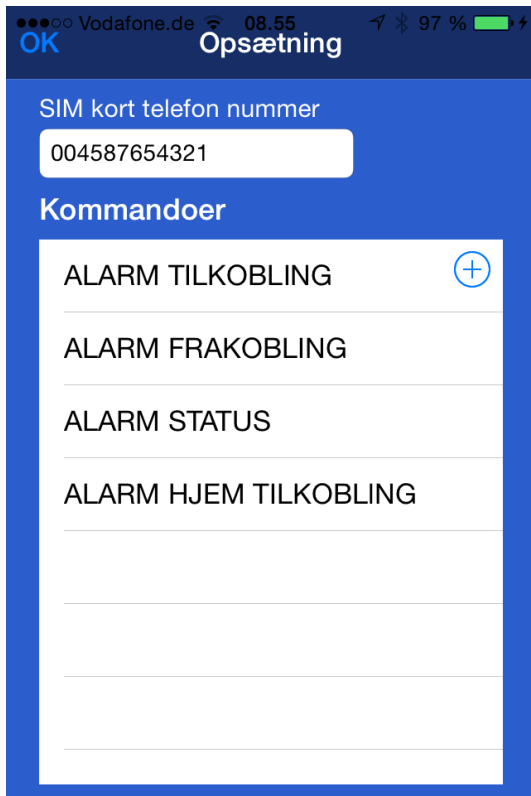 Vodafone.de 08.55 97 %
OK Opsætning
SIM kort telefon nummer
004587654321
Kommandoer
ALARM TILKOBLING
ALARM FRAKOBLING
ALARM STATUS
ALARM HJEM TILKOBLING